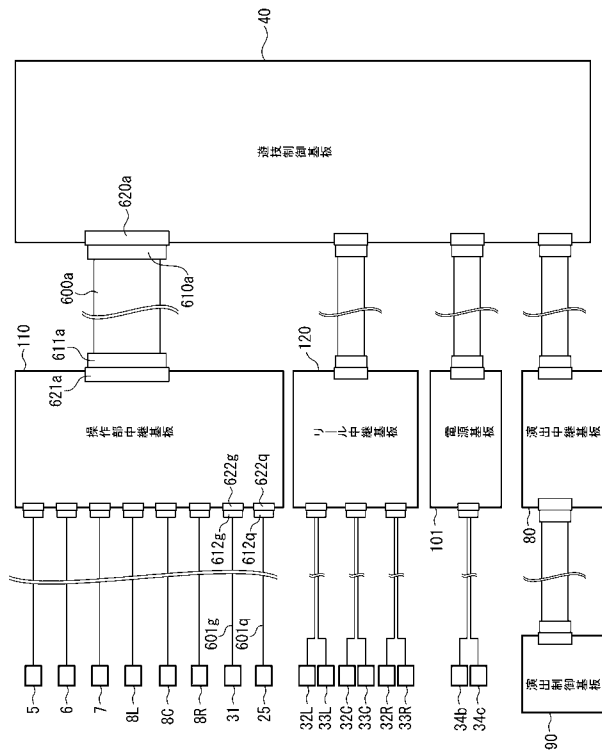 40
遊技制御基板
620a
610a
600a
611a
621a
110
操作部中継基板
622g
622q
612g
612q
601g
601q
5
6
7
8L
8C
8R
31
25
120
リール中継基板
32L
33L
32C
33C
32R
33R
電源基板
101
34b
34c
演出中継基板
80
演出制御基板
90